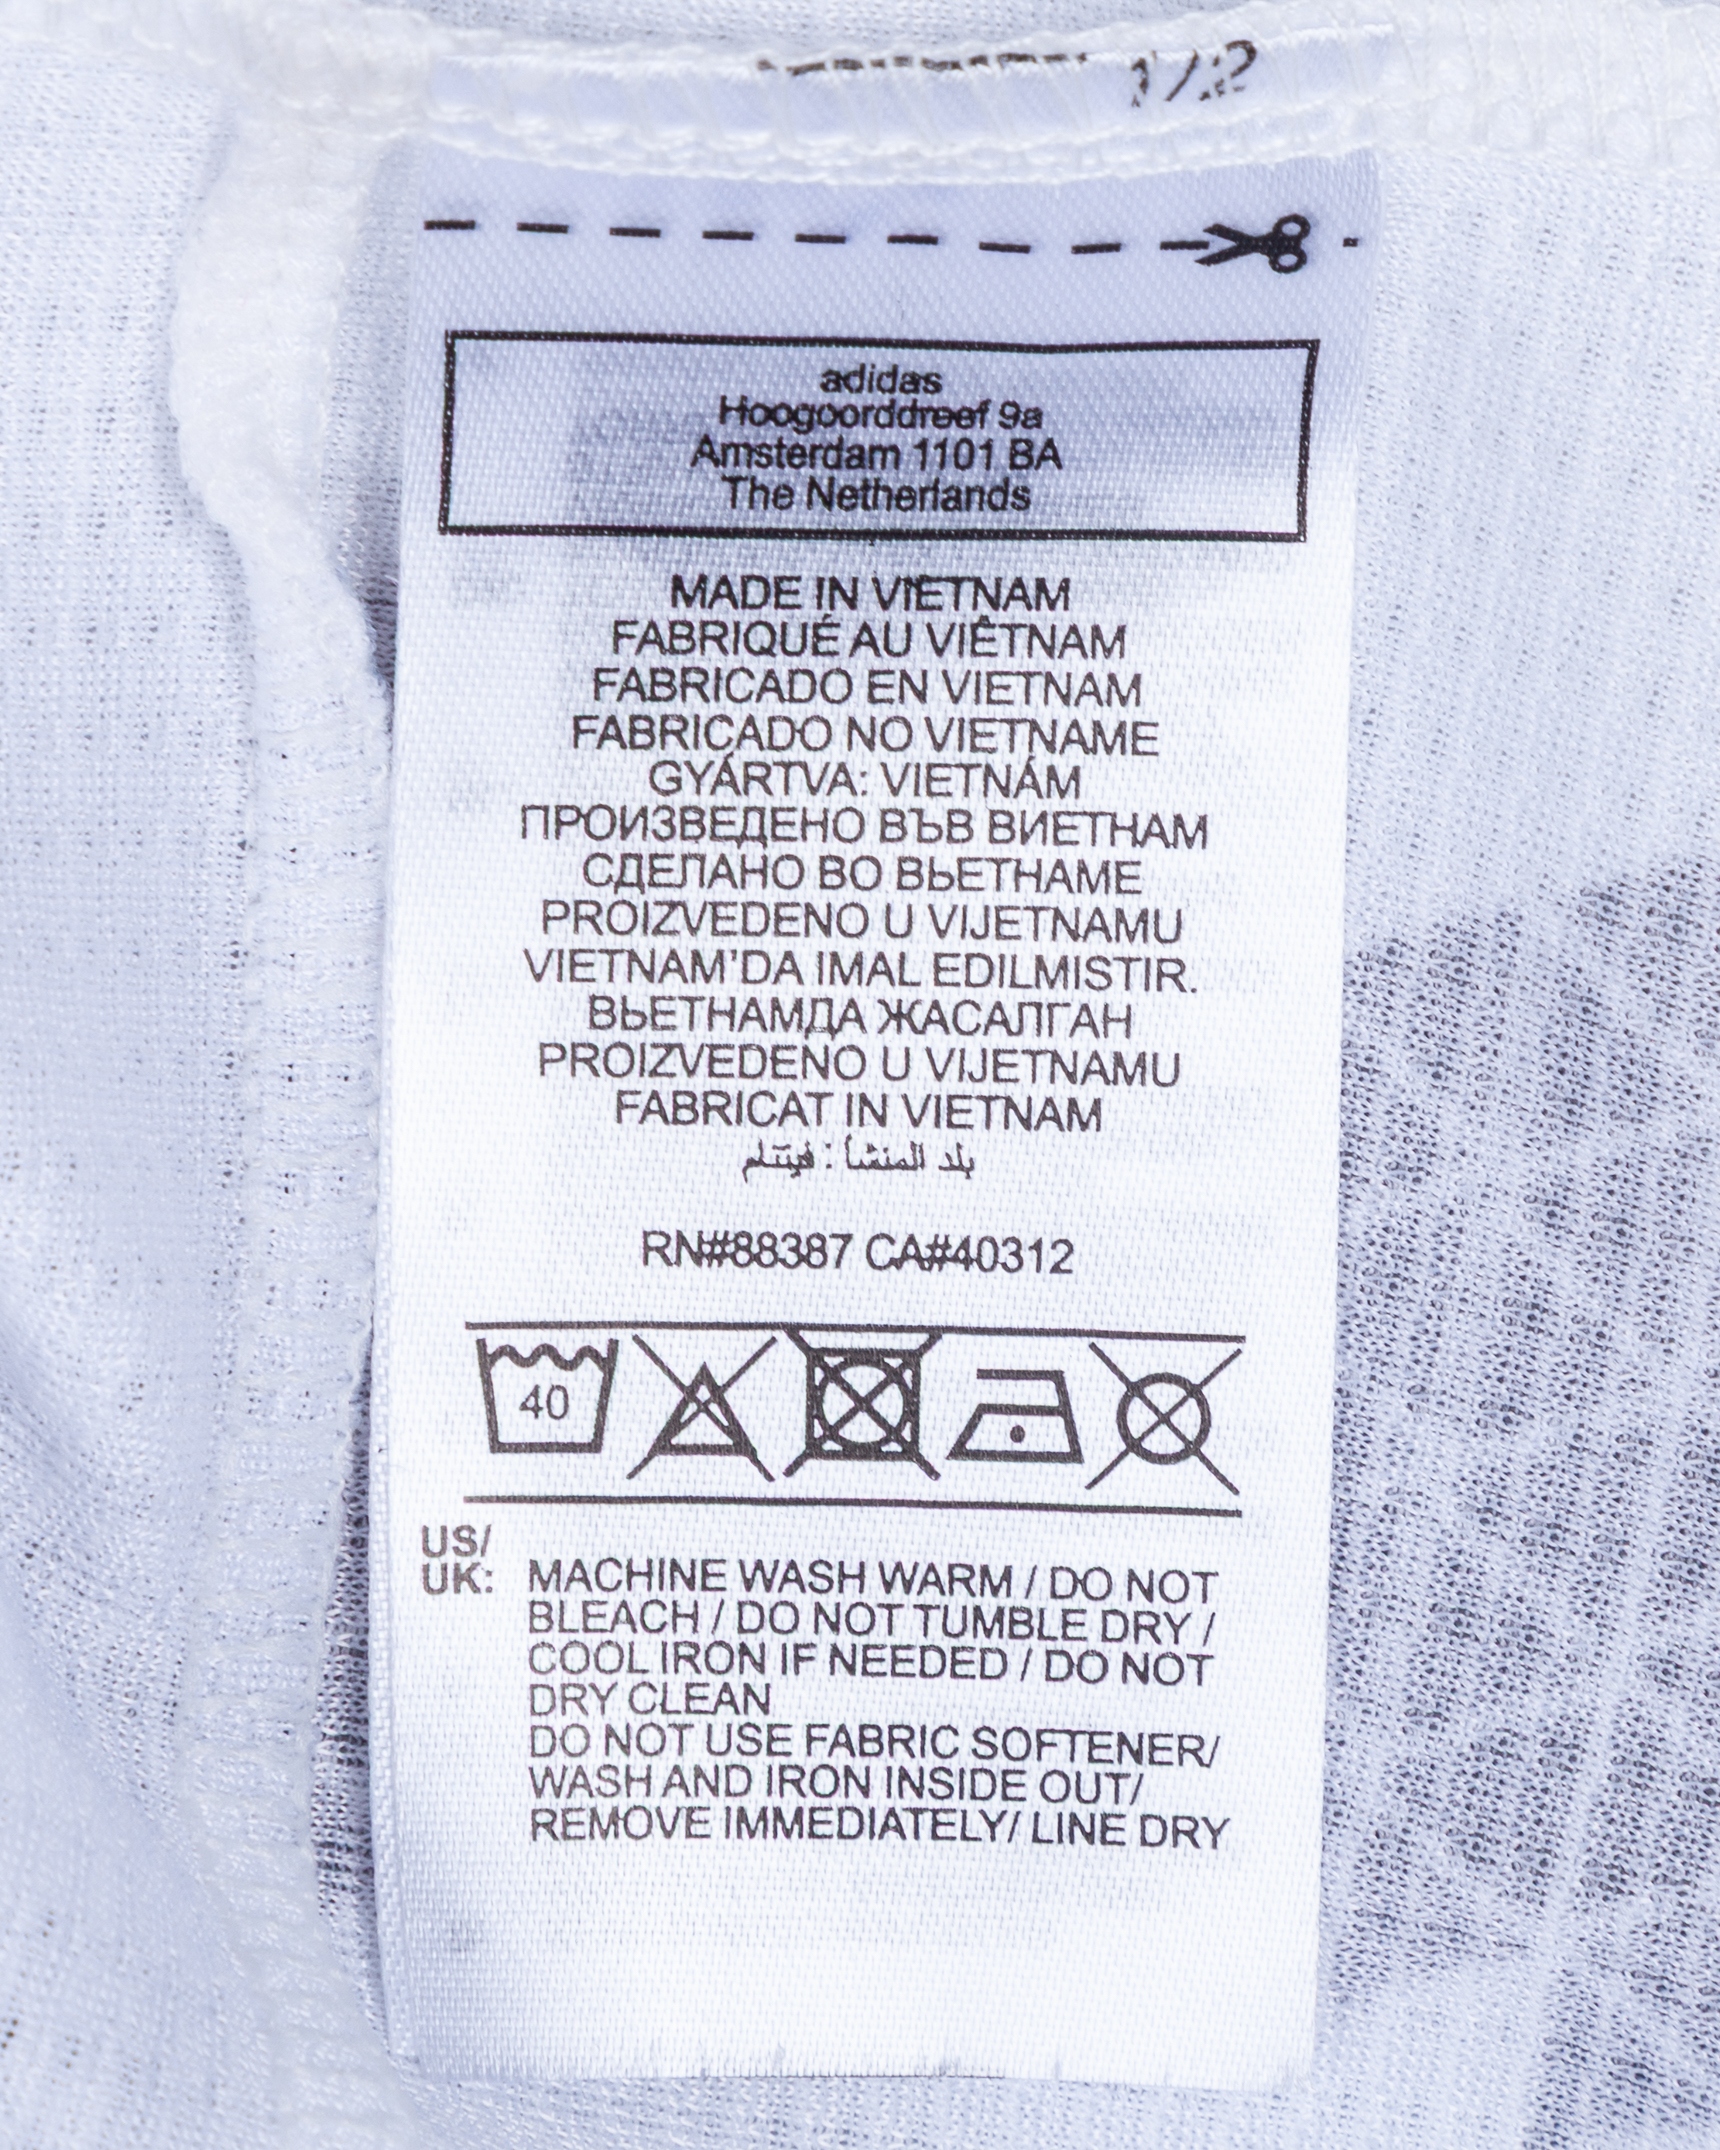 1/2
adidas
Hoogoorddreef 9a
Amsterdam 1101 BA
The Netherlands
MADE IN VIETNAM
FABRIQUÉ AU VIÊTNAM
FABRICADO EN VIETNAM
FABRICADO NO VIETNAME
GYÁRTVA: VIETNÁM
ПРОИЗВЕДЕНО ВЪВ ВИЕТНАМ
СДЕЛАНО ВО ВЬЕТНАМЕ
PROIZVEDENO U VIJETNAMU
VIETNAM'DA IMAL EDILMISTIR.
ВЬЕТНАМДА ЖАСАЛГАН
PROIZVEDENO U VIJETNAMU
FABRICAT IN VIETNAM
بلد المنشأ : فيتنام
RN#88387 CA#40312
40
US/
UK: MACHINE WASH WARM / DO NOT
BLEACH / DO NOT TUMBLE DRY /
COOL IRON IF NEEDED / DO NOT
DRY CLEAN
DO NOT USE FABRIC SOFTENER/
WASH AND IRON INSIDE OUT/
REMOVE IMMEDIATELY/ LINE DRY